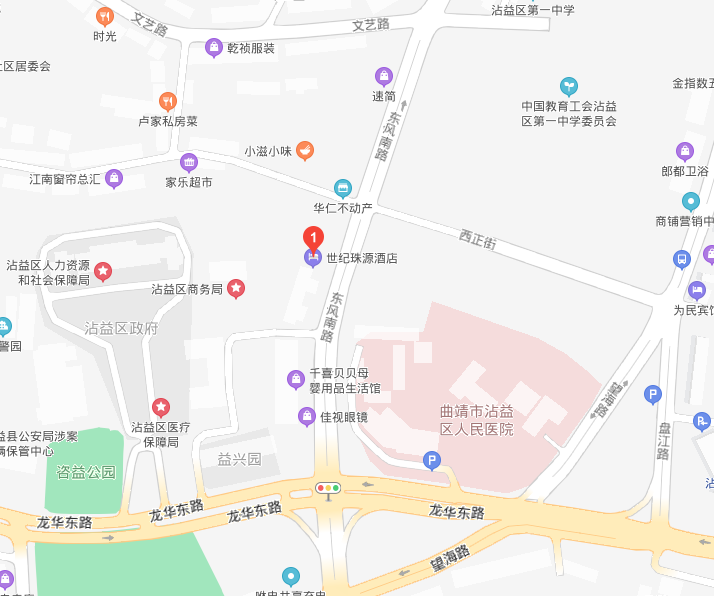 沾益区第一中学
文艺路
文艺路
时光
乾祯服装
社区居委会
速简
金指数五
中国教育工会沾益
区第一中学委员会
卢家私房菜
东风南路
小滋小味
郎都卫浴
江南窗帘总汇
家乐超市
华仁不动产
商铺营销中
西正街
1
世纪珠源酒店
沾益区人力资源
和社会保障局
沾益区商务局
东风南路
为民宾馆
沾益区政府
警园
千喜贝贝母
婴用品生活馆
望海路
P
曲靖市沾益
区人民医院
佳视眼镜
沾益区医疗
保障局
盘江路
益县公安局涉案
辆保管中心
咨益公园
益兴园
P
沾
龙华东路
龙华东路
龙华东路
龙华东路
望海路